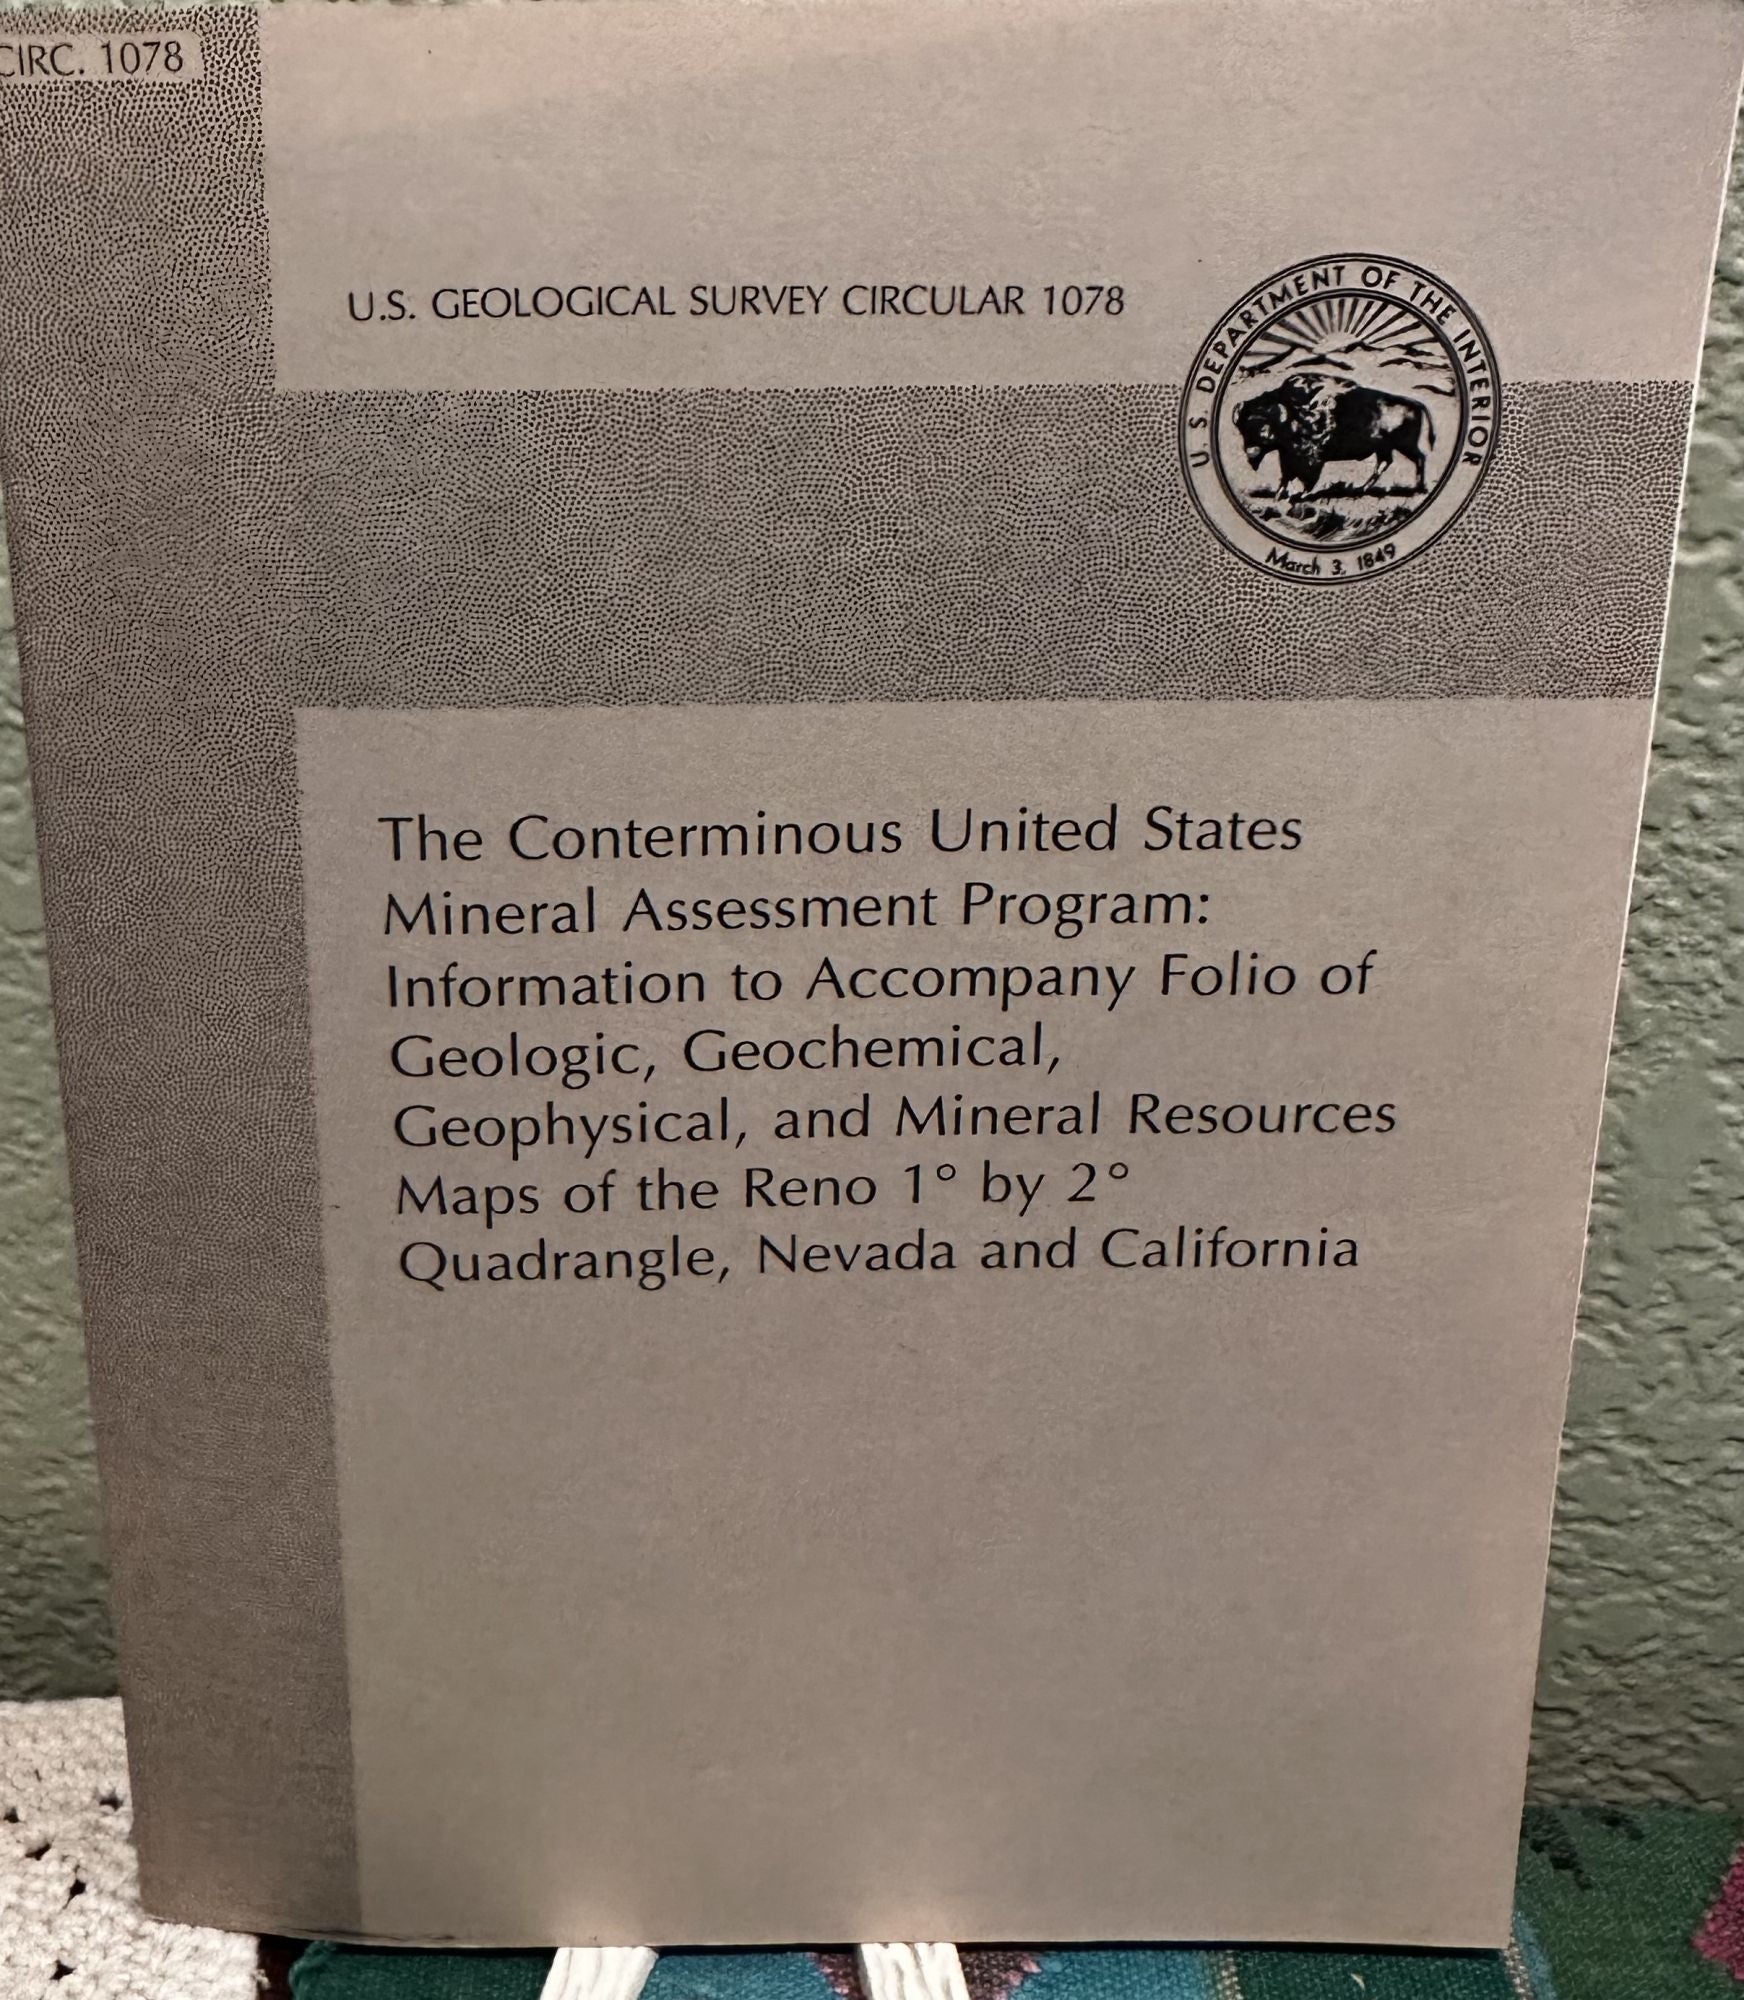 CIRC. 1078
U.S. GEOLOGICAL SURVEY CIRCULAR 1078
U. S. DEPARTMENT OF THE INTERIOR
March 3, 1849
The Conterminous United States
Mineral Assessment Program:
Information to Accompany Folio of
Geologic, Geochemical,
Geophysical, and Mineral Resources
Maps of the Reno 1° by 2°
Quadrangle, Nevada and California